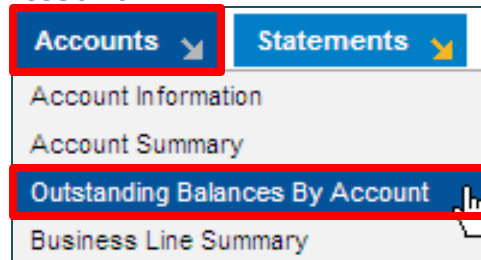 Accounts Statements
Account Information
Account Summary
Outstanding Balances By Account
Business Line Summary